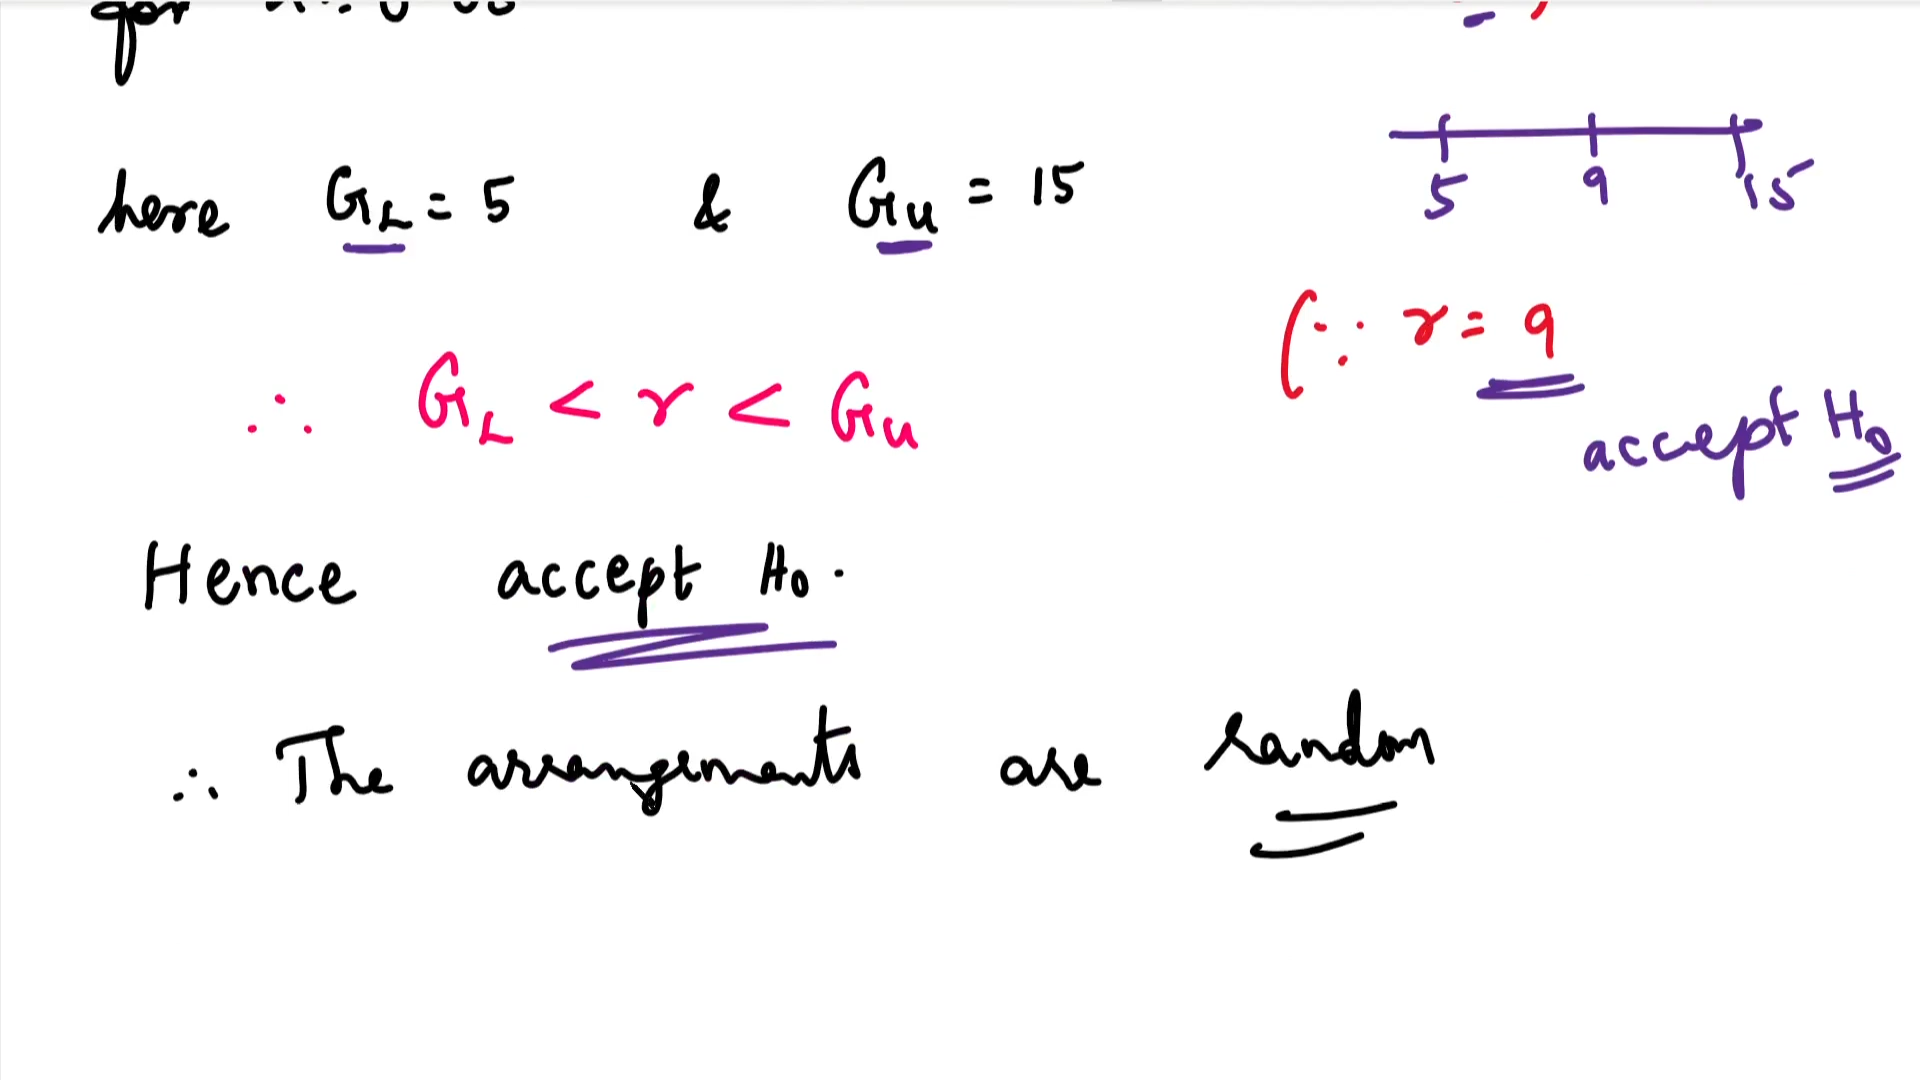 for
here G_L = 5 & G_U = 15
5 9 15
(∵ r = 9
∴ G_L < r < G_U
accept H₀
Hence accept H₀.
∴ The arrangements are random